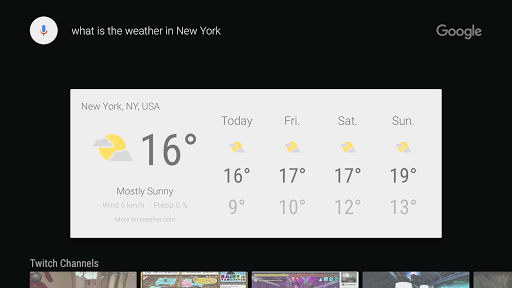 what is the weather in New York
Google
New York, NY, USA
16°
Mostly Sunny
Wind 6 km/h Precip 0 %
More on weather.com
Today Fri. Sat. Sun.
16° 17° 17° 19°
9° 10° 12° 13°
Twitch Channels